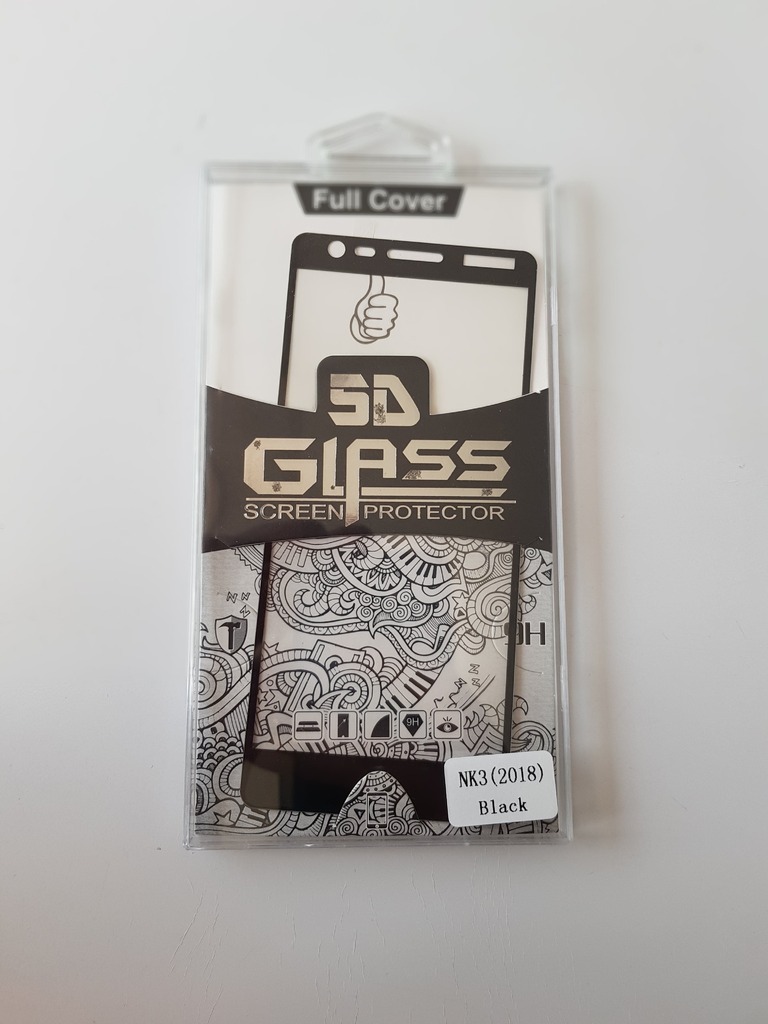 Full Cover
5D
GLASS
SCREEN PROTECTOR
9H
9H
NK3(2018)
Black